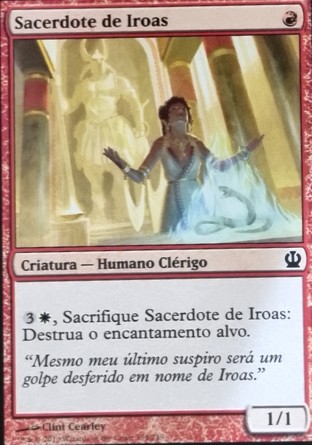 Sacerdote de Iroas
Criatura — Humano Clérigo
3, Sacrifique Sacerdote de Iroas:
Destrua o encantamento alvo.
“Mesmo meu último suspiro será um
golpe desferido em nome de Iroas.”
1/1
Clint Cearley